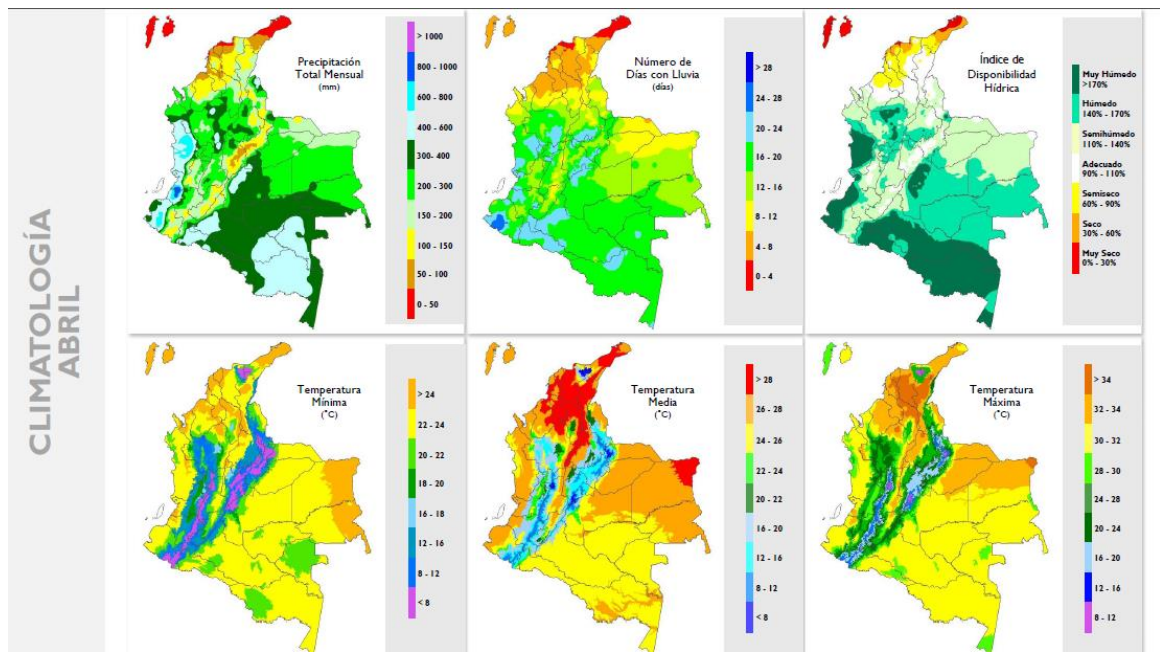 CLIMATOLOGÍA
ABRIL
Precipitación
Total Mensual
(mm)
> 1000
800 - 1000
600 - 800
400 - 600
300- 400
200 - 300
150 - 200
100 - 150
50 - 100
0 - 50
Número de
Días con Lluvia
(días)
> 28
24 - 28
20 - 24
16 - 20
12 - 16
8 - 12
4 - 8
0 - 4
Índice de
Disponibilidad
Hídrica
Muy Húmedo
>170%
Húmedo
140% - 170%
Semihúmedo
110% - 140%
Adecuado
90% - 110%
Semiseco
60% - 90%
Seco
30% - 60%
Muy Seco
0% - 30%
Temperatura
Mínima
(°C)
> 24
22 - 24
20 - 22
18 - 20
16 - 18
12 - 16
8 - 12
< 8
Temperatura
Media
(°C)
> 28
26 - 28
24 - 26
22 - 24
20 - 22
16 - 20
12 - 16
8 - 12
< 8
Temperatura
Máxima
(°C)
> 34
32 - 34
30 - 32
28 - 30
24 - 28
20 - 24
16 - 20
12 - 16
8 - 12